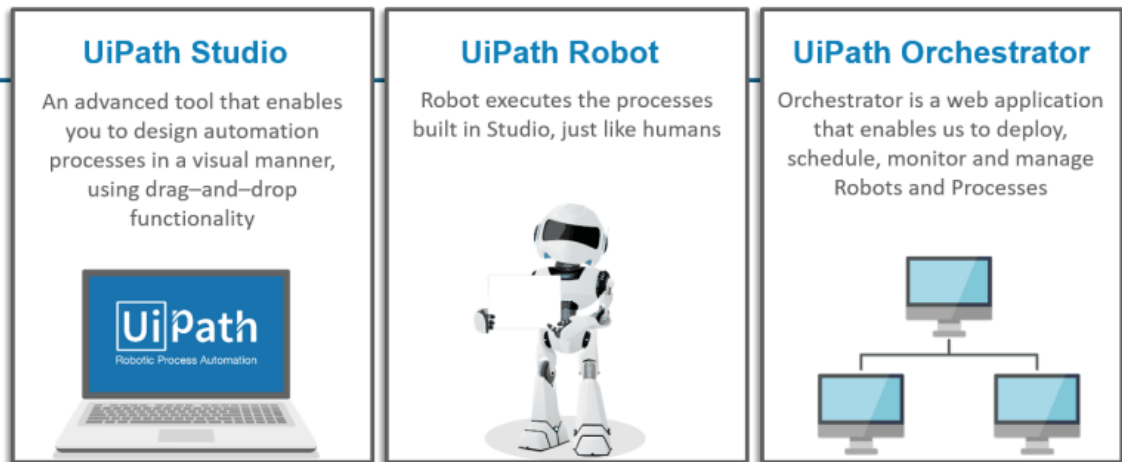 UiPath Studio
An advanced tool that enables
you to design automation
processes in a visual manner,
using drag–and–drop
functionality
UiPath
Robotic Process Automation
UiPath Robot
Robot executes the processes
built in Studio, just like humans
UiPath Orchestrator
Orchestrator is a web application
that enables us to deploy,
schedule, monitor and manage
Robots and Processes